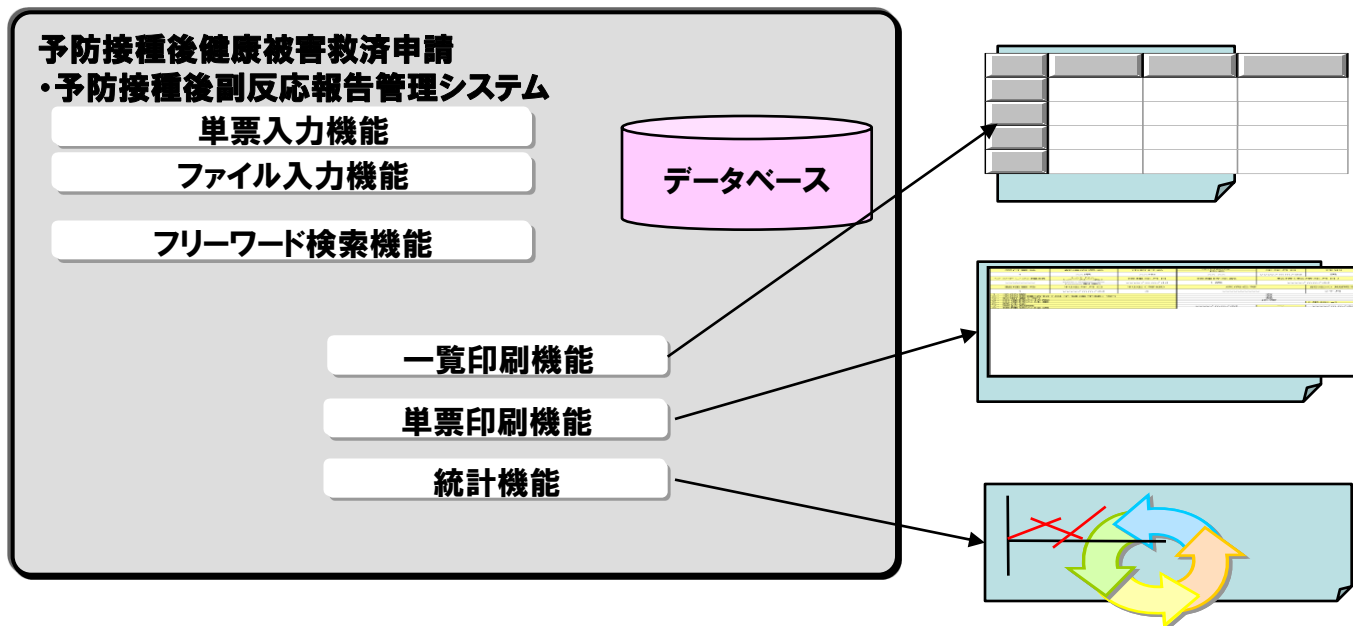 予防接種後健康被害救済申請
・予防接種後副反応報告管理システム
単票入力機能
ファイル入力機能
データベース
フリーワード検索機能
一覧印刷機能
単票印刷機能
統計機能